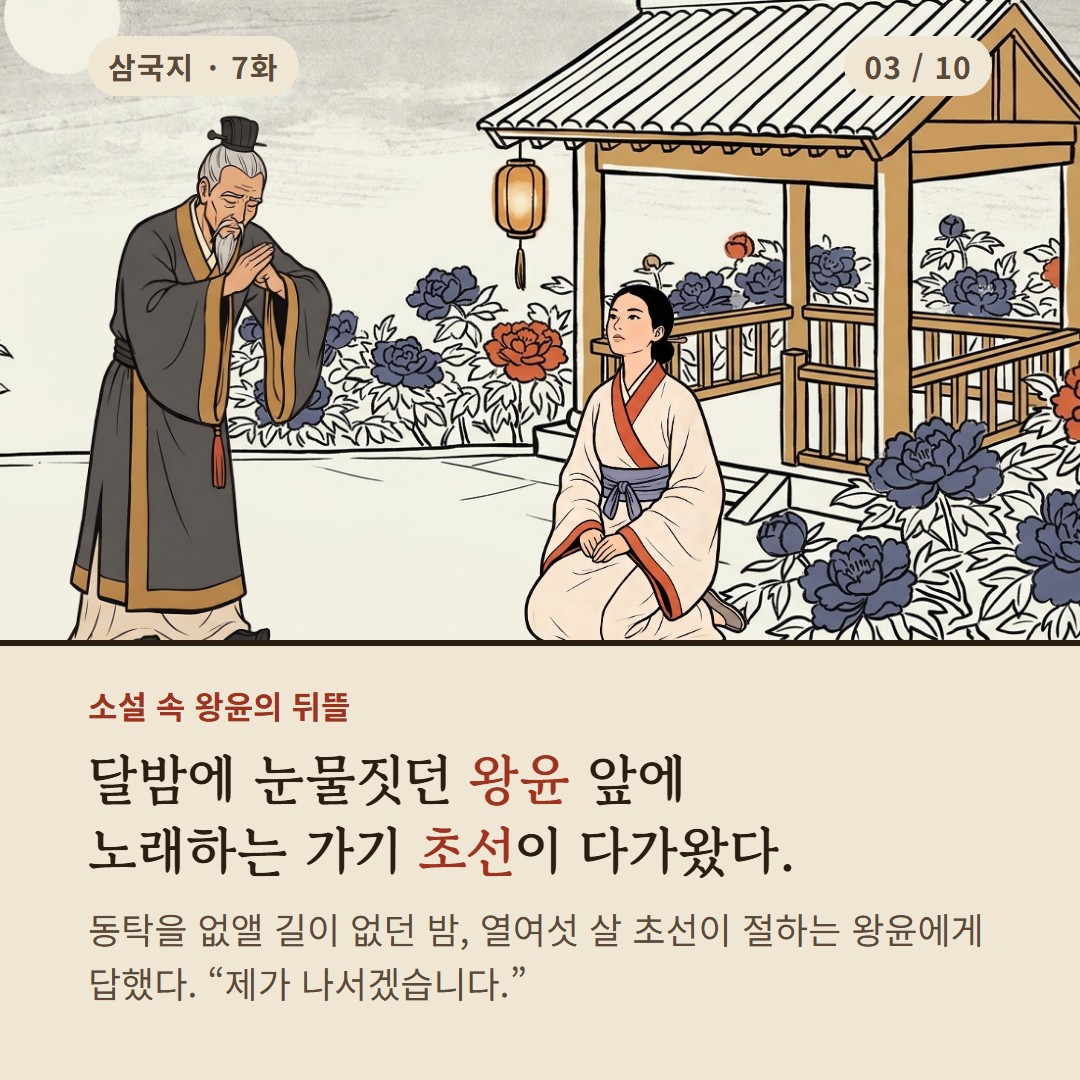 삼국지 · 7화
03 / 10
소설 속 왕윤의 뒤뜰
달밤에 눈물짓던 왕윤 앞에
노래하는 가기 초선이 다가왔다.
동탁을 없앨 길이 없던 밤, 열여섯 살 초선이 절하는 왕윤에게
답했다. “제가 나서겠습니다.”